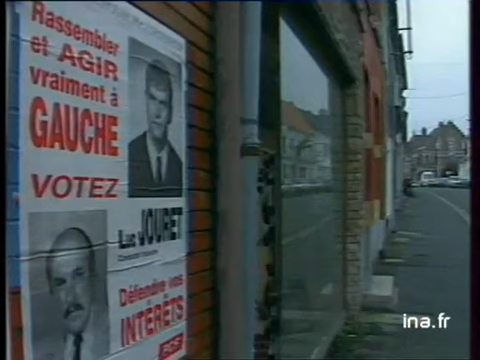 Rassembler
et AGIR
vraiment à
GAUCHE
VOTEZ
Luc JOURET
Défendre vos
INTÉRÊTS
ina.fr